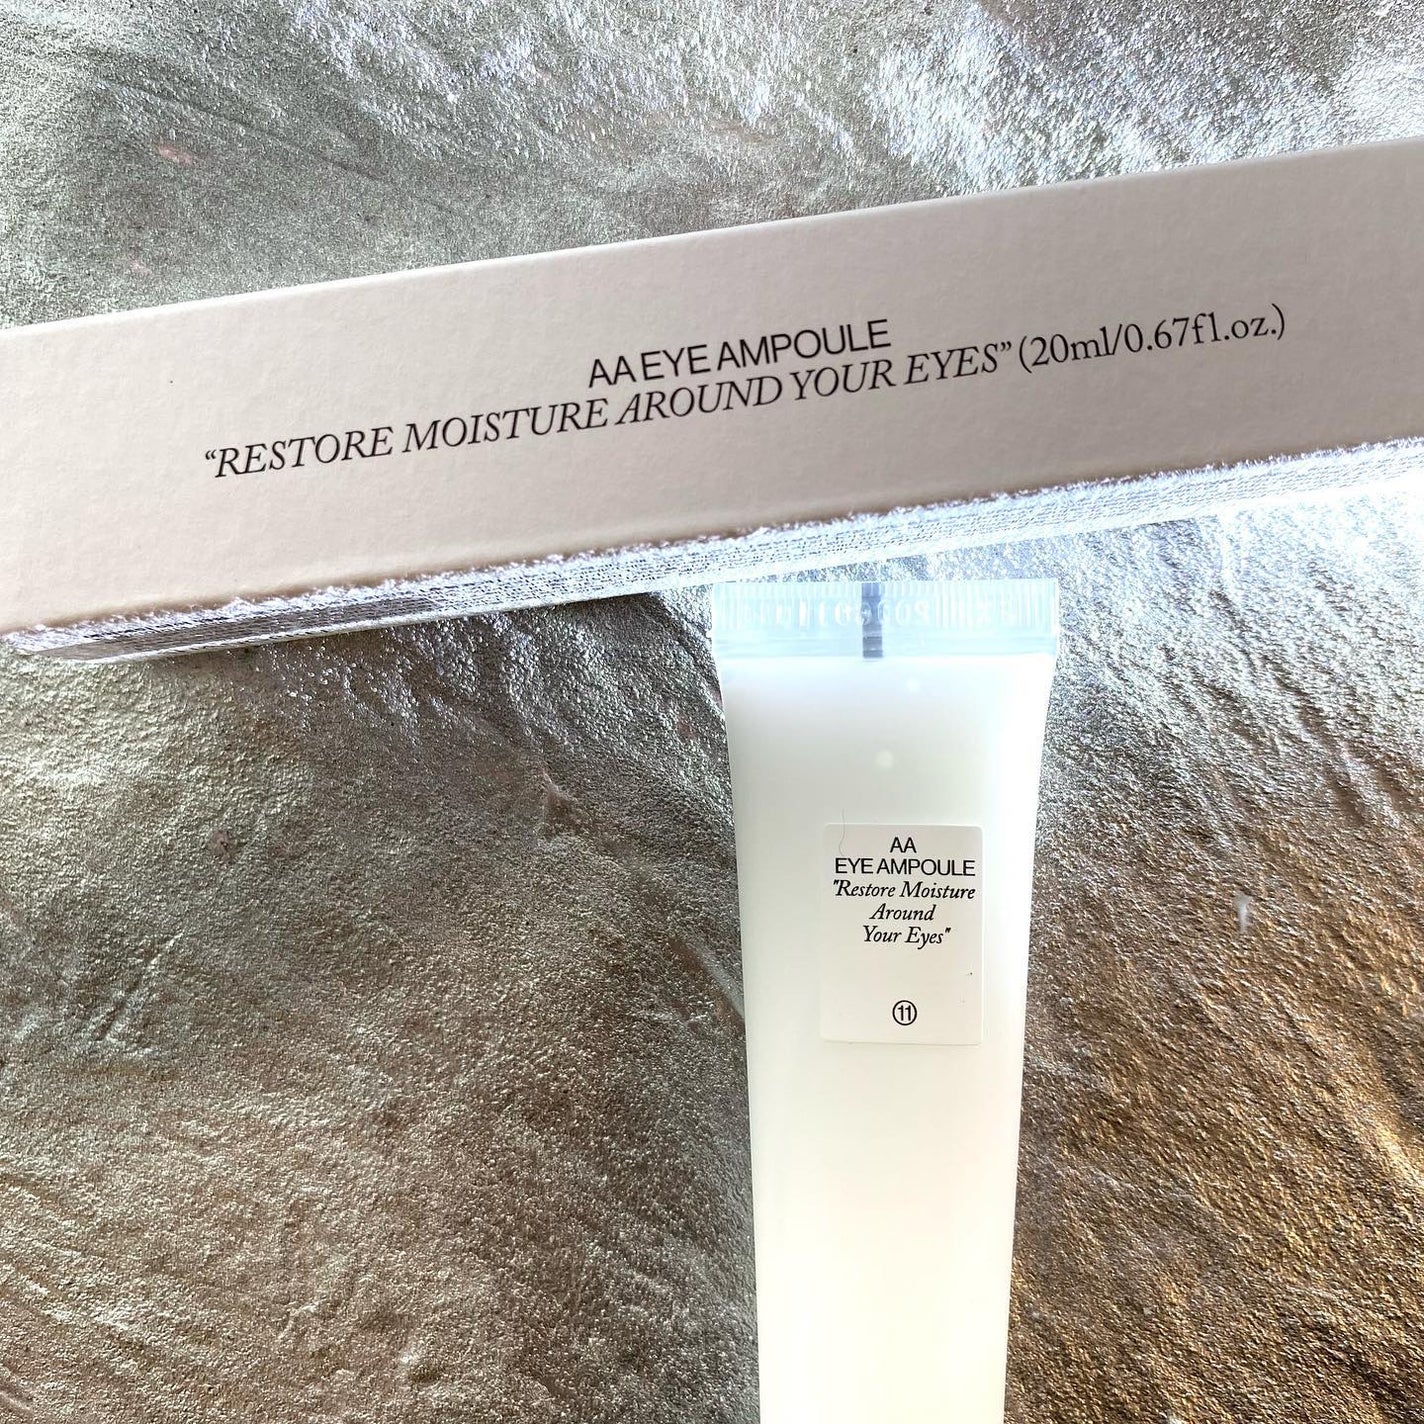 AA EYE AMPOULE
“RESTORE MOISTURE AROUND YOUR EYES” (20ml/0.67fl.oz.)
AA
EYE AMPOULE
"Restore Moisture
Around
Your Eyes"
⑪